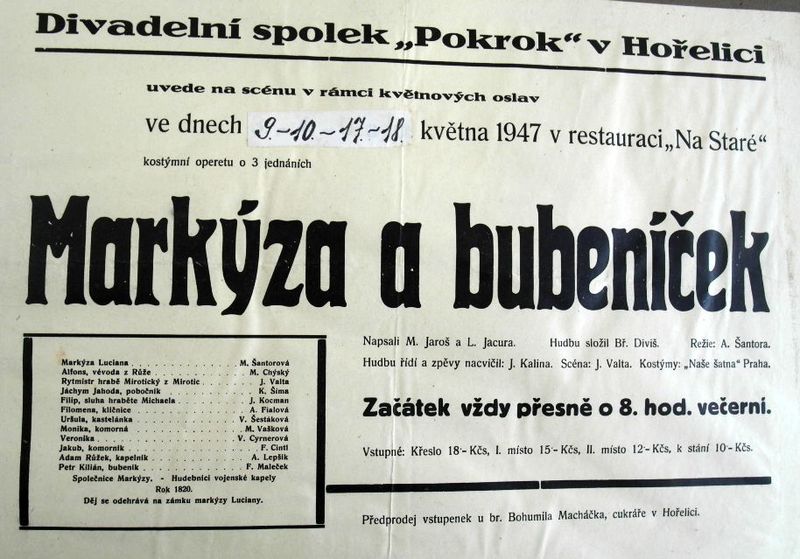 Divadelní spolek „Pokrok“ v Hořelici
uvede na scénu v rámci květnových oslav
ve dnech 9.-10.-17.-18. května 1947 v restauraci „Na Staré“
kostýmní operetu o 3 jednáních
Markýza a bubeníček
Markýza Luciana . . . . . . . . . . M. Šantorová
Alfons, vévoda z Růže . . . . . . . . . . M. Chýský
Rytmistr hrabě Mirotický z Mirotic . . . . . . . . . . J. Valta
Jáchym Jahoda, pobočník . . . . . . . . . . K. Šíma
Filip, sluha hraběte Michaela . . . . . . . . . . J. Kocman
Filomena, klíčnice . . . . . . . . . . A. Fialová
Uršula, kastelánka . . . . . . . . . . V. Šestáková
Monika, komorná . . . . . . . . . . M. Vašková
Veronika . . . . . . . . . . V. Cyrnerová
Jakub, komorník . . . . . . . . . . F. Cintl
Adam Růžek, kapelník . . . . . . . . . . A. Lepšík
Petr Kilián, bubeník . . . . . . . . . . F. Maleček
Společnice Markýzy. - Hudebníci vojenské kapely
Rok 1820.
Děj se odehrává na zámku markýzy Luciany.
Napsali M. Jaroš a L. Jacura. Hudbu složil Bř. Diviš. Režie: A. Šantora.
Hudbu řídí a zpěvy nacvičil: J. Kalina. Scéna: J. Valta. Kostýmy: „Naše šatna“ Praha.
Začátek vždy přesně o 8. hod. večerní.
Vstupné: Křeslo 18·- Kčs, I. místo 15·- Kčs, II. místo 12·- Kčs, k stání 10·- Kčs.
Předprodej vstupenek u br. Bohumila Macháčka, cukráře v Hořelici.